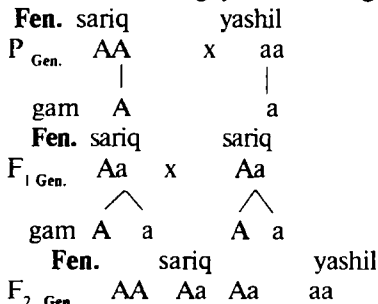 Fen. sariq yashil
P Gen. AA x aa
gam A a
Fen. sariq sariq
F1 Gen. Aa x Aa
gam A a A a
Fen. sariq yashil
F2 Gen. AA Aa Aa aa